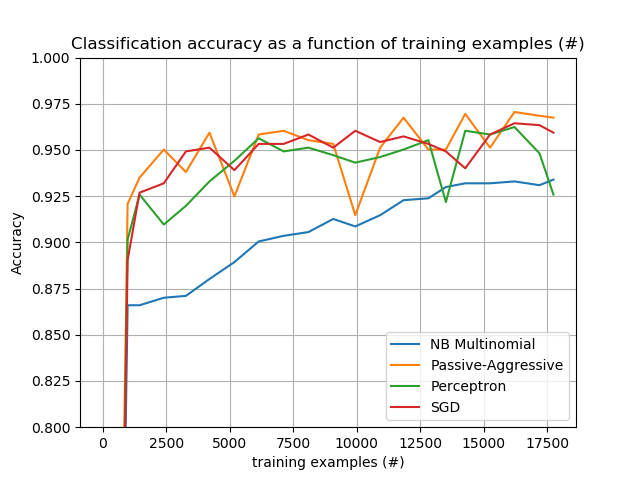 Classification accuracy as a function of training examples (#)
1.000
0.975
0.950
0.925
0.900
0.875
0.850
0.825
0.800
Accuracy
NB Multinomial
Passive-Aggressive
Perceptron
SGD
0 2500 5000 7500 10000 12500 15000 17500
training examples (#)